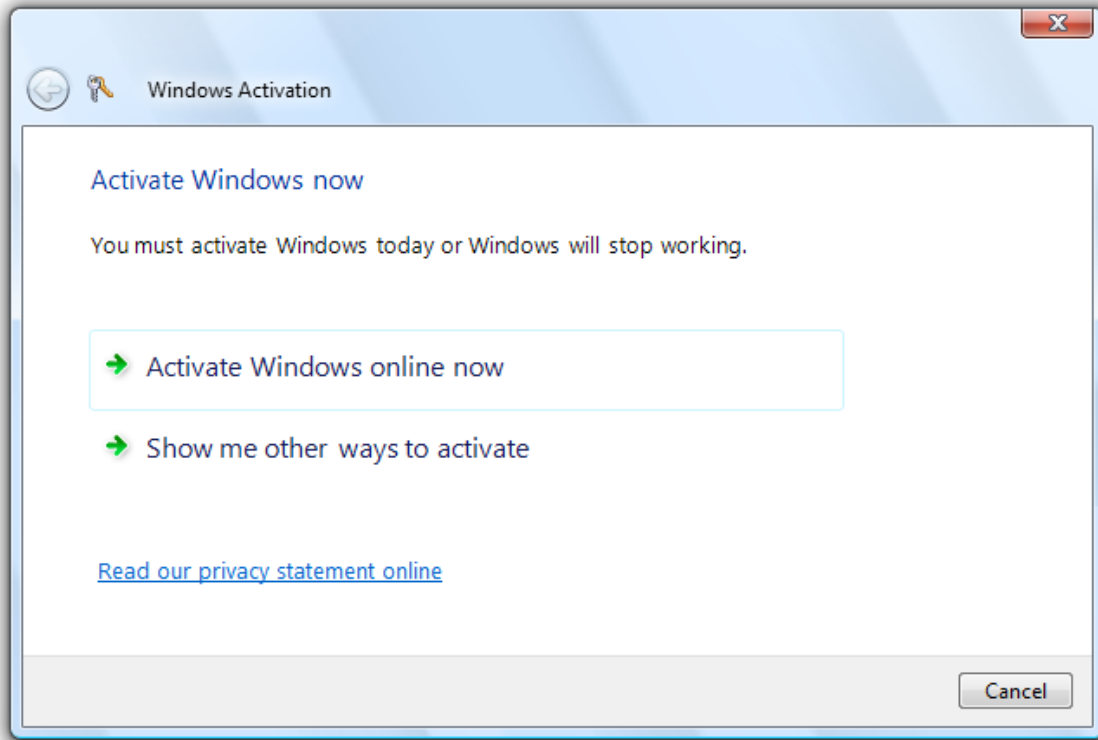 Windows Activation
Activate Windows now
You must activate Windows today or Windows will stop working.
Activate Windows online now
Show me other ways to activate
Read our privacy statement online
Cancel